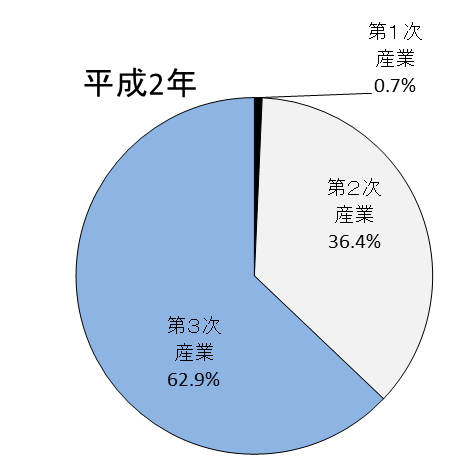 平成2年
第１次
産業
0.7%
第２次
産業
36.4%
第３次
産業
62.9%